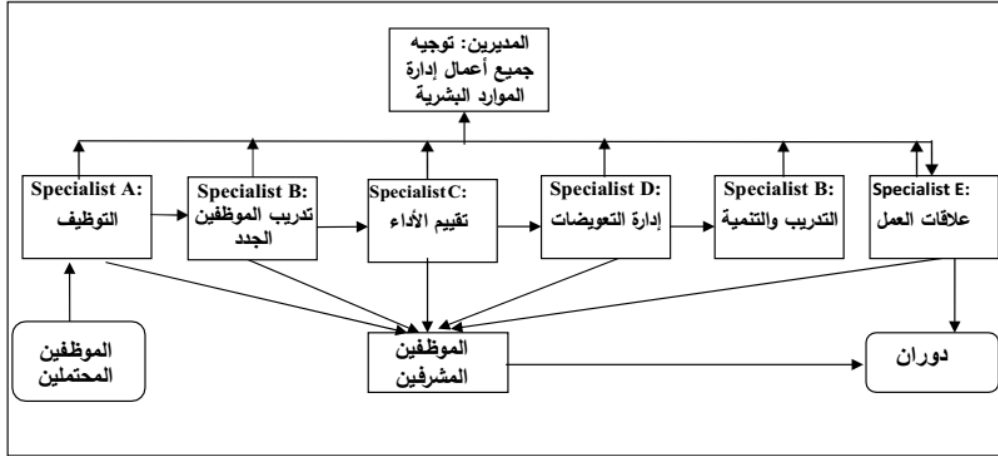 المديرين: توجيه
جميع أعمال إدارة
الموارد البشرية
Specialist A:
التوظيف
Specialist B:
تدريب الموظفين
الجدد
SpecialistC:
تقييم الأداء
Specialist D:
إدارة التعويضات
Specialist B:
التدريب والتنمية
Specialist E:
علاقات العمل
الموظفين
المحتملين
الموظفين
المشرفين
دوران